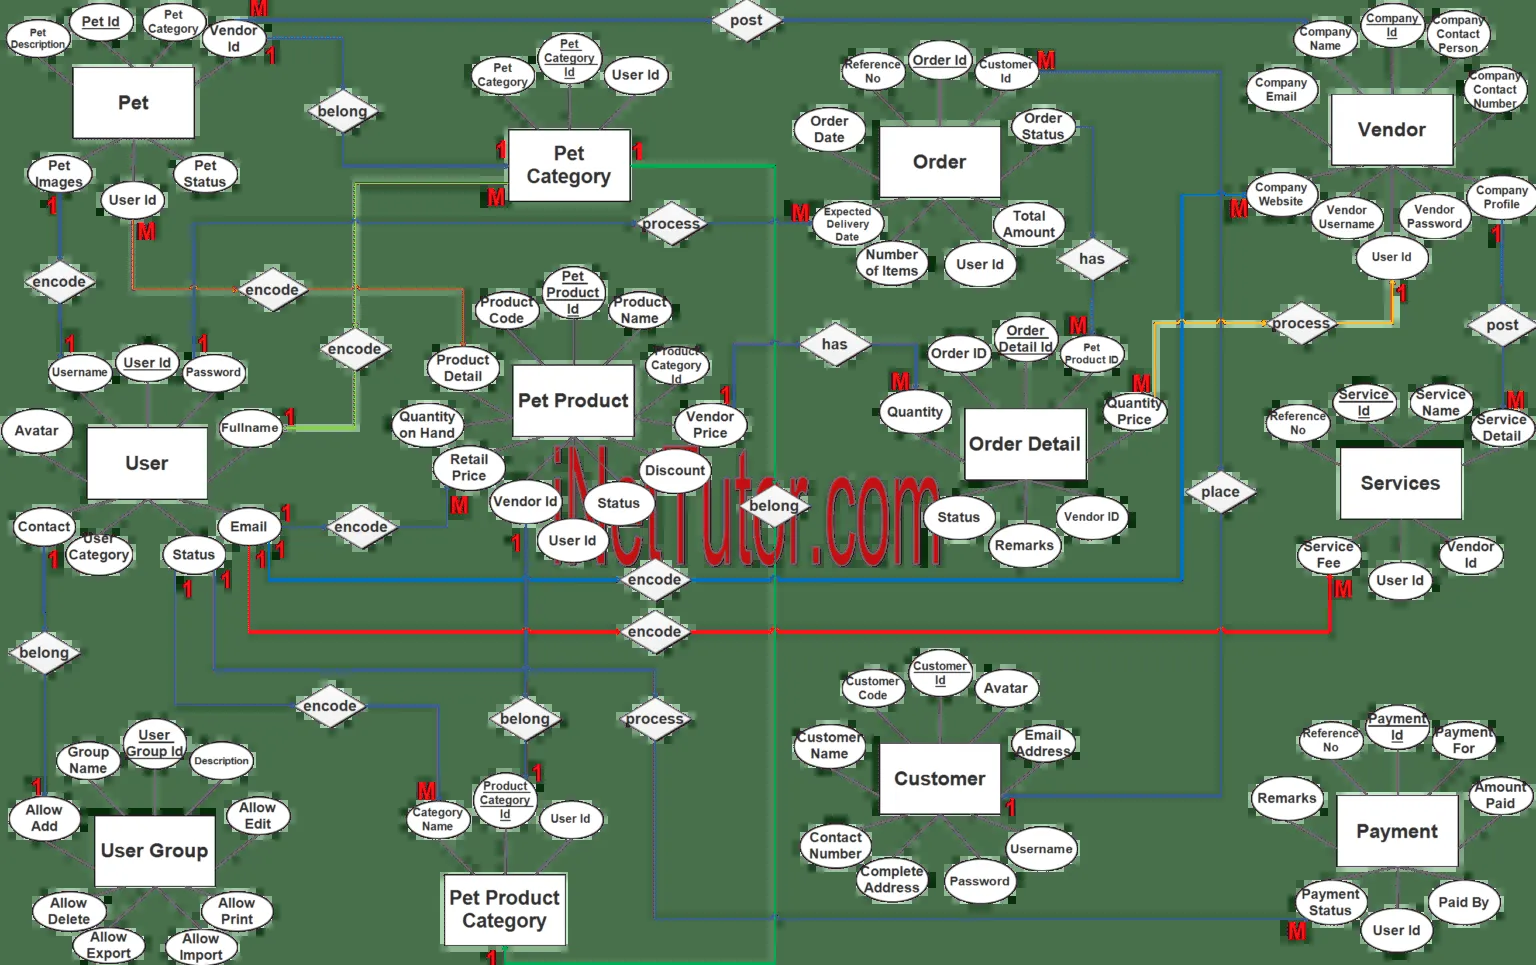 M
post
Pet
Description
Pet Id
Pet
Category
Vendor
Id
1
Pet
belong
Pet
Images
1
User Id
M
Pet
Status
Pet
Category
Pet
Category
Id
User Id
1
Pet
Category
1
M
Reference
No
Order Id
Customer
Id
M
Order
Date
Order
Status
Order
process
M
Expected
Delivery
Date
Total
Amount
Number
of Items
User Id
has
Company
Name
Company
Id
Company
Contact
Person
Company
Email
Company
Contact
Number
Vendor
M
Company
Website
Vendor
Username
Vendor
Password
Company
Profile
1
User Id
1
encode
encode
encode
process
post
1
Username
User Id
1
Password
Avatar
Fullname
1
User
Contact
1
User
Category
Status
1
1
Email
1
1
1
encode
Product
Code
Pet
Product
Id
Product
Name
Product
Detail
Product
Category
Id
Pet Product
Quantity
on Hand
1
Vendor
Price
Retail
Price
M
Vendor Id
1
User Id
Status
Discount
has
M
Quantity
Order ID
Order
Detail Id
M
Pet
Product ID
M
Quantity
Price
Order Detail
Status
Remarks
Vendor ID
place
Reference
No
Service
Id
Service
Name
M
Service
Detail
Services
Service
Fee
M
User Id
Vendor
Id
iNetTutor.com
belong
encode
encode
belong
encode
belong
process
1
Allow
Add
Group
Name
User
Group Id
Description
Allow
Edit
User Group
Allow
Delete
Allow
Export
Allow
Import
Allow
Print
M
Category
Name
Product
Category
Id
1
User Id
Pet Product
Category
1
Customer
Code
Customer
Id
Avatar
Customer
Name
Email
Address
Customer
1
Contact
Number
Complete
Address
Password
Username
Reference
No
Payment
Id
Payment
For
Remarks
Amount
Paid
Payment
Payment
Status
M
User Id
Paid By